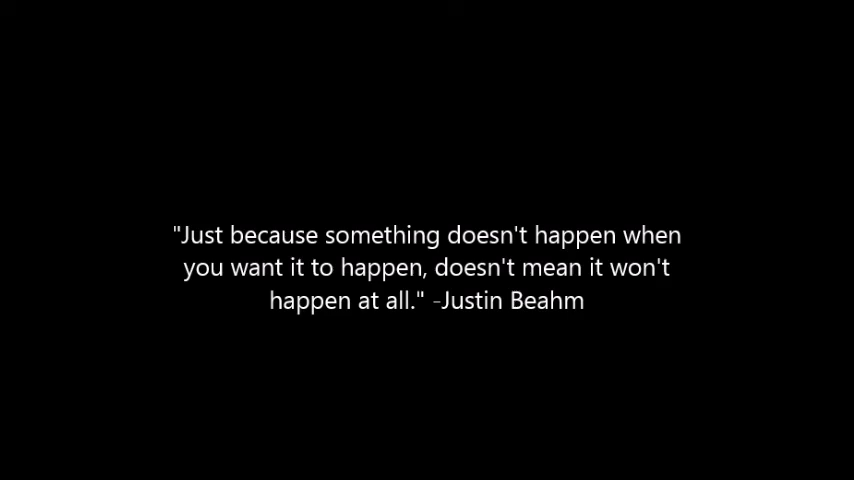 "Just because something doesn't happen when
you want it to happen, doesn't mean it won't
happen at all." -Justin Beahm